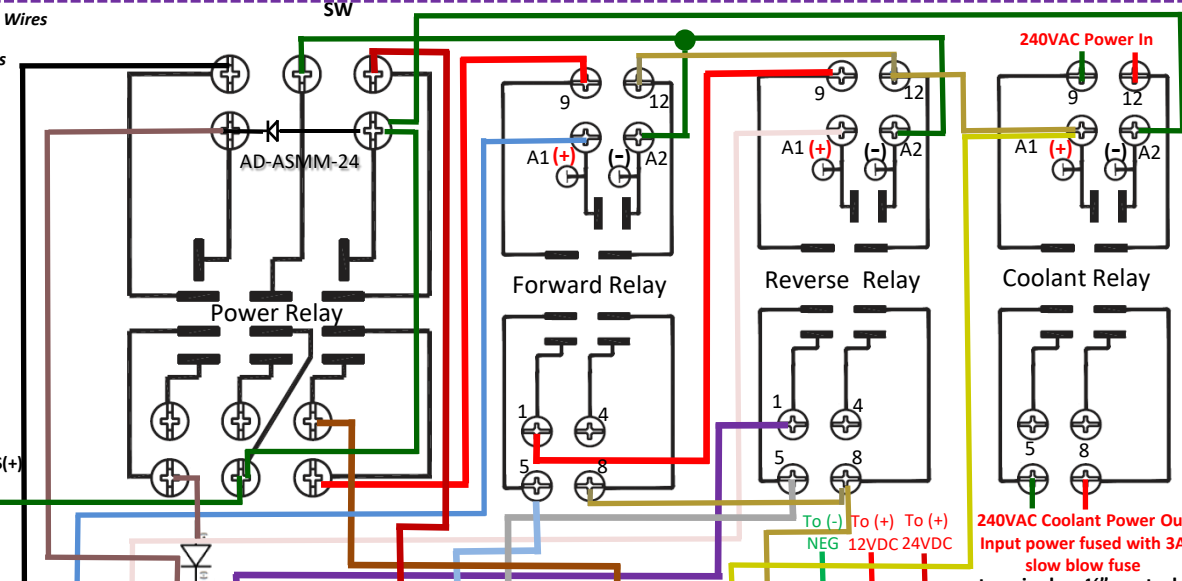 Wires
SW
240VAC Power In
9
12
9
12
9
12
AD-ASMM-24
A1 (+)
(-)
A2
A1 (+)
(-)
A2
A1 (+)
(-)
A2
Forward Relay
Reverse Relay
Coolant Relay
Power Relay
1
4
1
4
5
8
5
8
5
8
(+)
To (-)
NEG
To (+)
12VDC
To (+)
24VDC
240VAC Coolant Power Ou
Input power fused with 3A
slow blow fuse